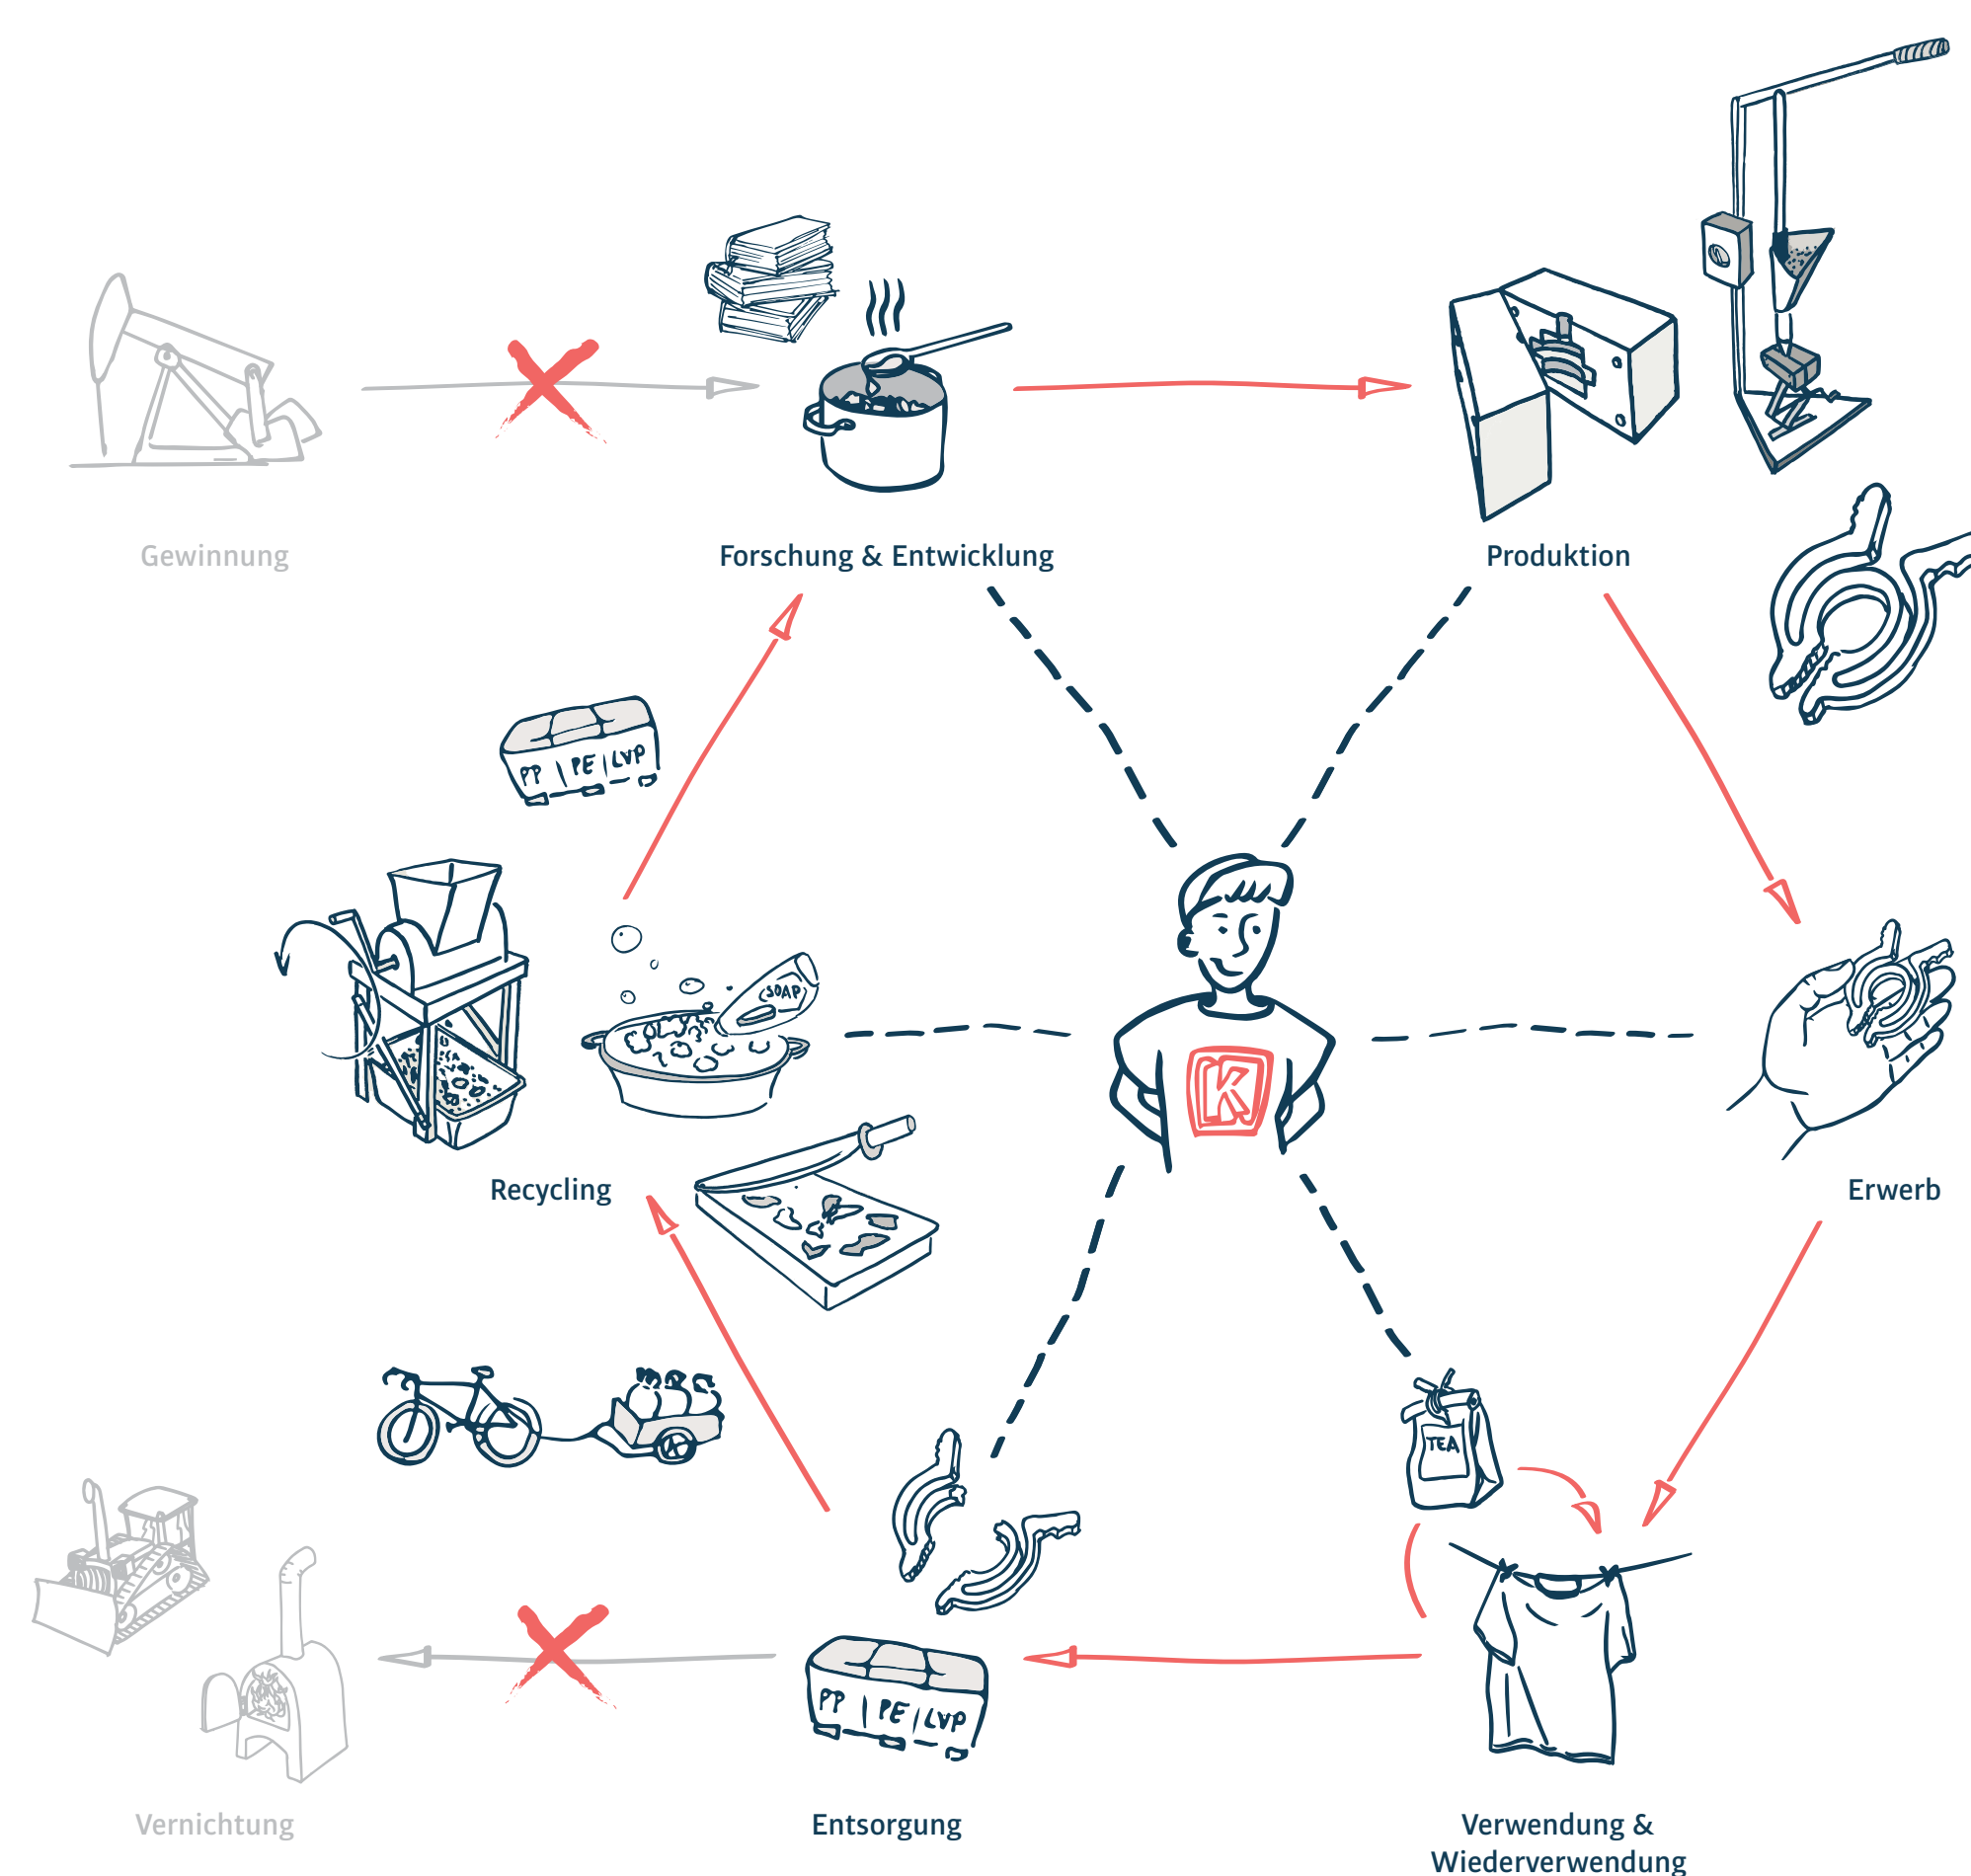 Gewinnung
Forschung & Entwicklung
Produktion
PP | PE | LVP
SOAP
K
Recycling
Erwerb
TEA
PP | PE | LVP
Vernichtung
Entsorgung
Verwendung &
Wiederverwendung